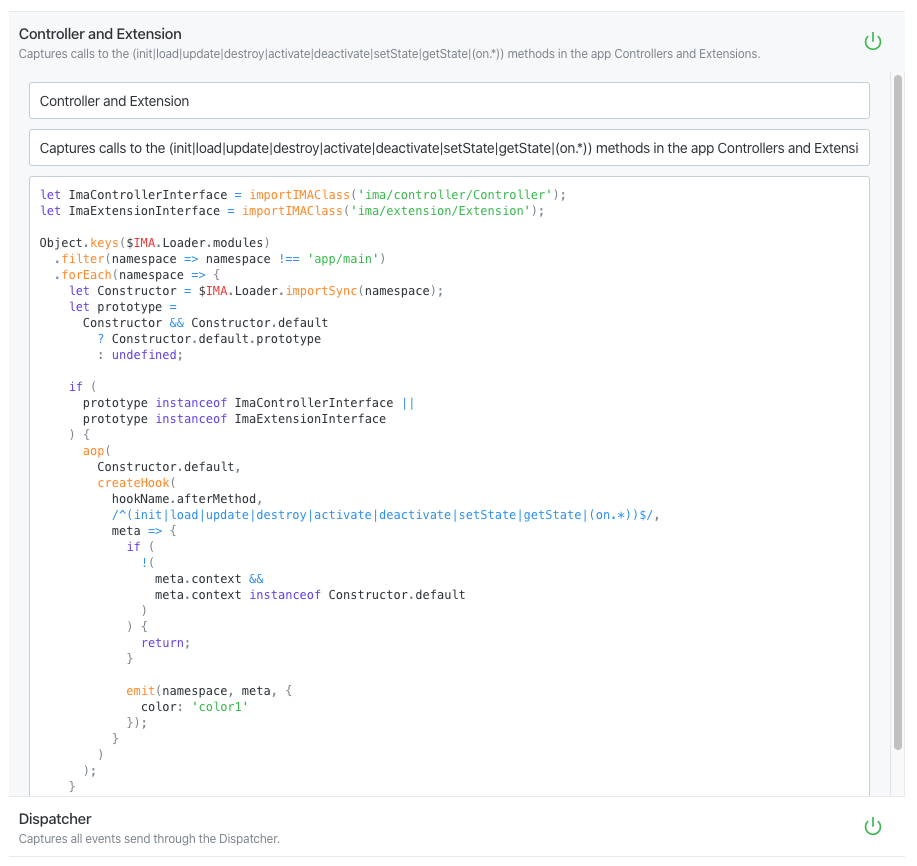 Controller and Extension
Captures calls to the (init|load|update|destroy|activate|deactivate|setState|getState|(on.*)) methods in the app Controllers and Extensions.
Controller and Extension
Captures calls to the (init|load|update|destroy|activate|deactivate|setState|getState|(on.*)) methods in the app Controllers and Extensi
let ImaControllerInterface = importIMAClass('ima/controller/Controller');
let ImaExtensionInterface = importIMAClass('ima/extension/Extension');

Object.keys($IMA.Loader.modules)
  .filter(namespace => namespace !== 'app/main')
  .forEach(namespace => {
    let Constructor = $IMA.Loader.importSync(namespace);
    let prototype =
      Constructor && Constructor.default
        ? Constructor.default.prototype
        : undefined;

    if (
      prototype instanceof ImaControllerInterface ||
      prototype instanceof ImaExtensionInterface
    ) {
      aop(
        Constructor.default,
        createHook(
          hookName.afterMethod,
          /^(init|load|update|destroy|activate|deactivate|setState|getState|(on.*))$/,
          meta => {
            if (
              !(
                meta.context &&
                meta.context instanceof Constructor.default
              )
            ) {
              return;
            }

            emit(namespace, meta, {
              color: 'color1'
            });
          }
        )
      );
    }
Dispatcher
Captures all events send through the Dispatcher.